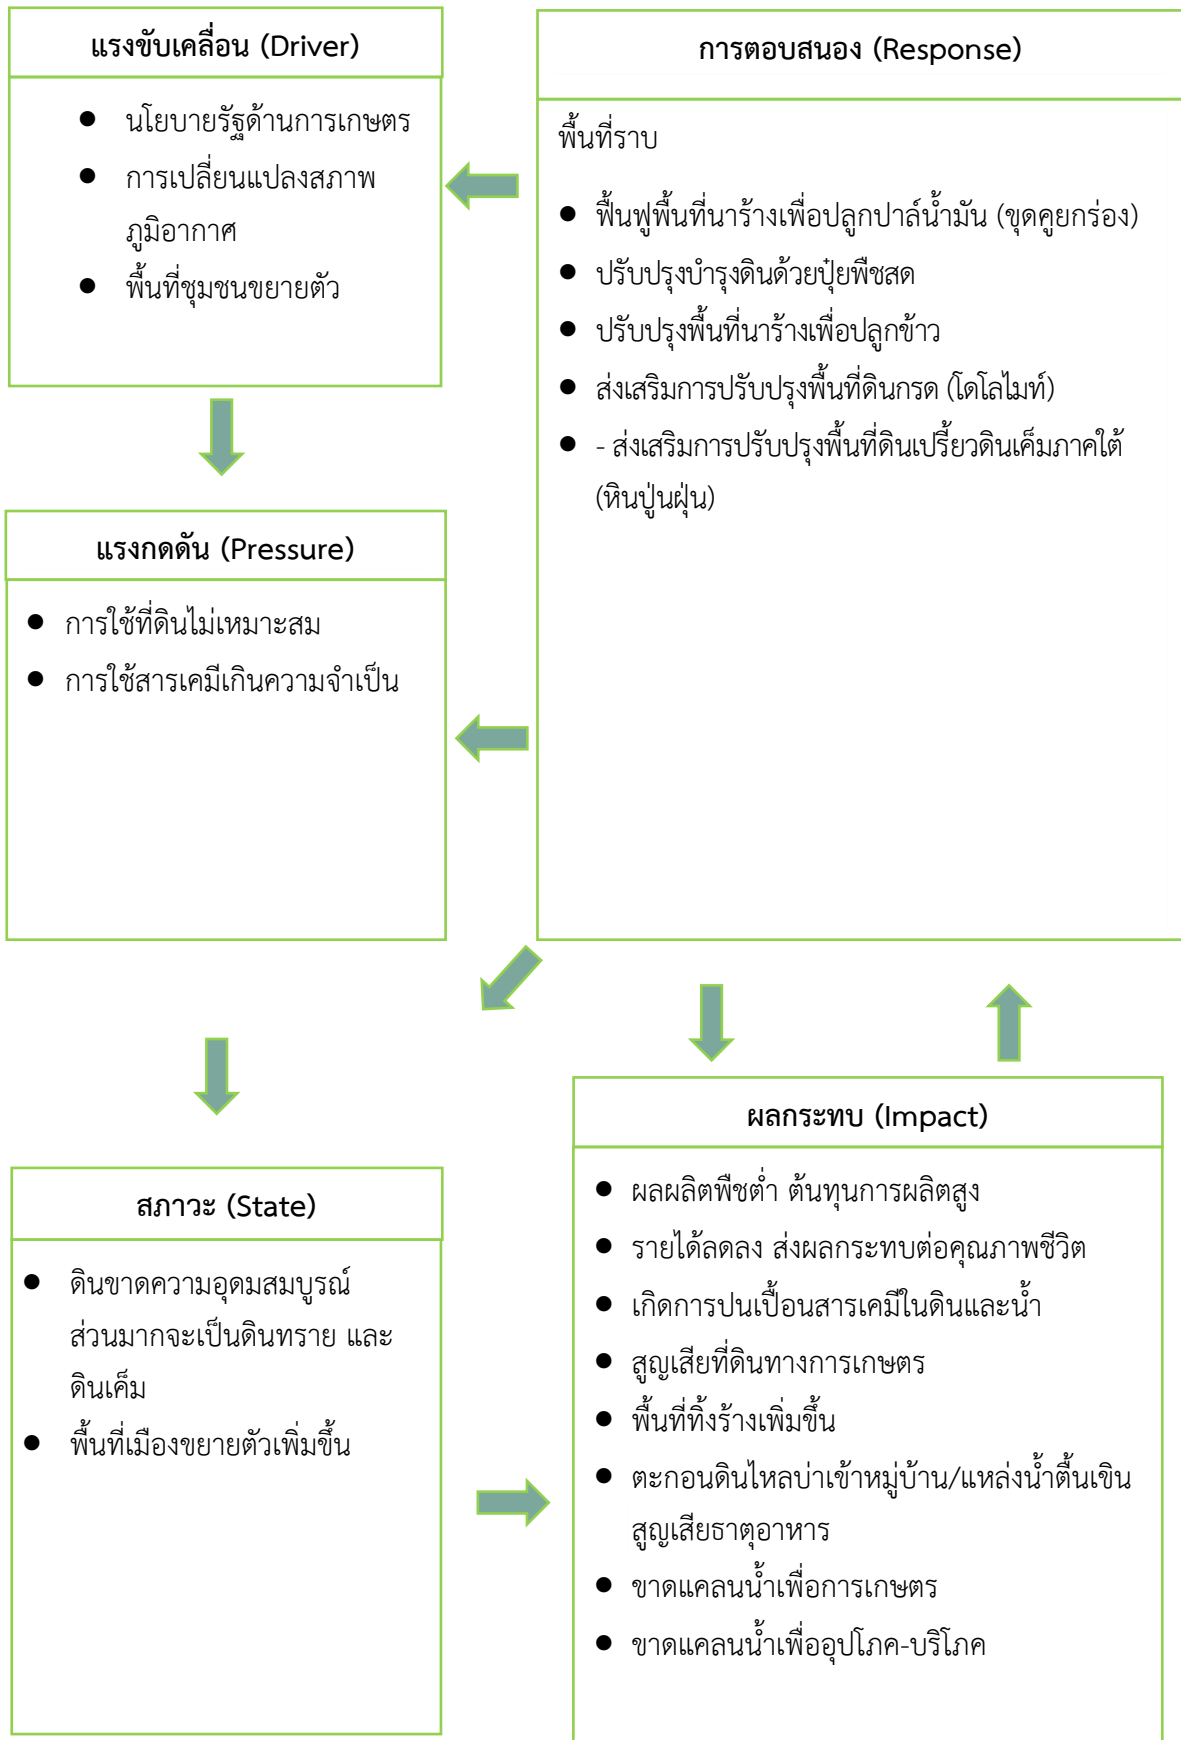 แรงขับเคลื่อน (Driver)
● นโยบายรัฐด้านการเกษตร
● การเปลี่ยนแปลงสภาพ
ภูมิอากาศ
● พื้นที่ชุมชนขยายตัว
การตอบสนอง (Response)
พื้นที่ราบ
● ฟื้นฟูพื้นที่นาร้างเพื่อปลูกปาล์น้ำมัน (ขุดคูยกร่อง)
● ปรับปรุงบำรุงดินด้วยปุ๋ยพืชสด
● ปรับปรุงพื้นที่นาร้างเพื่อปลูกข้าว
● ส่งเสริมการปรับปรุงพื้นที่ดินกรด (โดโลไมท์)
● - ส่งเสริมการปรับปรุงพื้นที่ดินเปรี้ยวดินเค็มภาคใต้
(หินปู่นฝุ่น)
แรงกดดัน (Pressure)
● การใช้ที่ดินไม่เหมาะสม
● การใช้สารเคมีเกินความจำเป็น
สภาวะ (State)
● ดินขาดความอุดมสมบูรณ์
ส่วนมากจะเป็นดินทราย และ
ดินเค็ม
● พื้นที่เมืองขยายตัวเพิ่มขึ้น
ผลกระทบ (Impact)
● ผลผลิตพืชต่ำ ต้นทุนการผลิตสูง
● รายได้ลดลง ส่งผลกระทบต่อคุณภาพชีวิต
● เกิดการปนเปื้อนสารเคมีในดินและน้ำ
● สูญเสียที่ดินทางการเกษตร
● พื้นที่ทิ้งร้างเพิ่มขึ้น
● ตะกอนดินไหลบ่าเข้าหมู่บ้าน/แหล่งน้ำตื้นเขิน
สูญเสียธาตุอาหาร
● ขาดแคลนน้ำเพื่อการเกษตร
● ขาดแคลนน้ำเพื่ออุปโภค-บริโภค